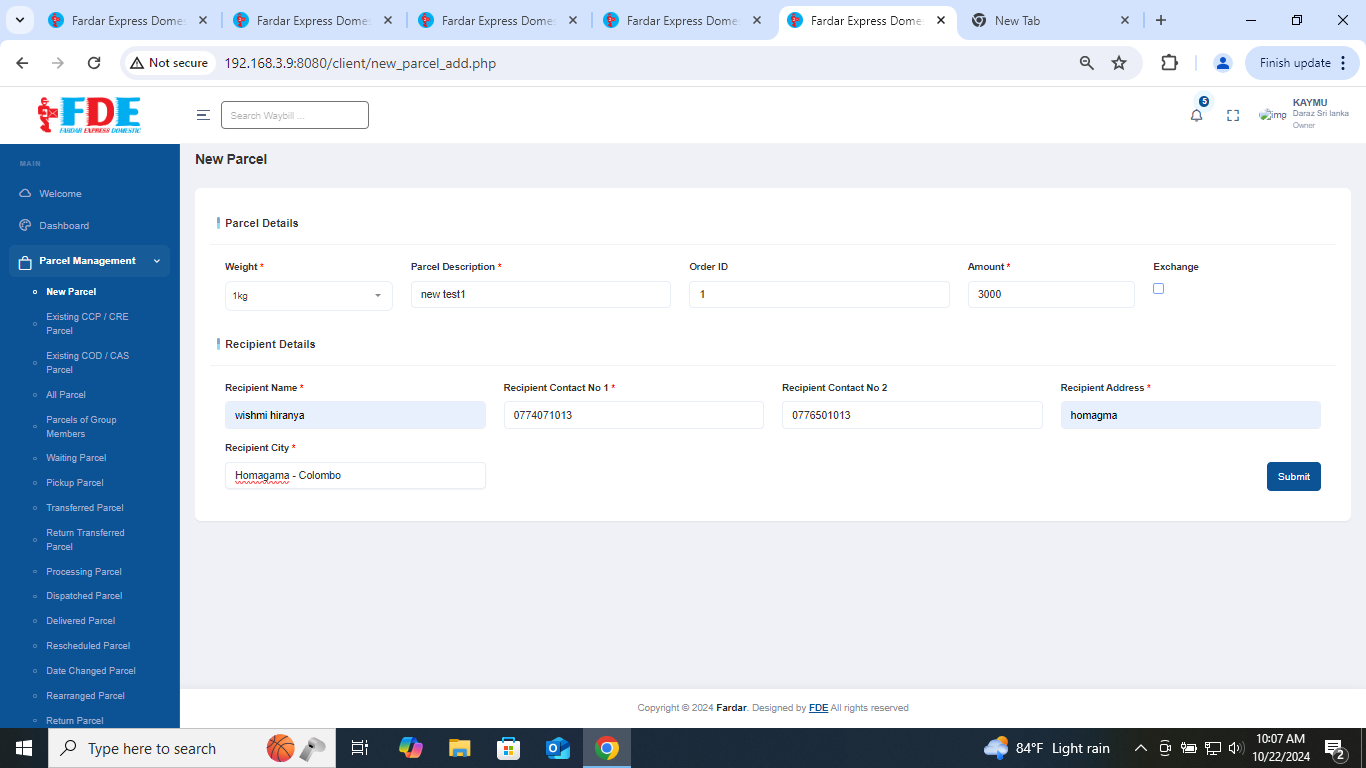 Fardar Express Domes
Fardar Express Domes
Fardar Express Domes
Fardar Express Dome
Fardar Express Domes
New Tab
Not secure
192.168.3.9:8080/client/new_parcel_add.php
Finish update
FDE
FARDAR EXPRESS DOMESTIC
Search Waybill ...
5
img
KAYMU
Daraz Sri lanka
Owner
MAIN
Welcome
Dashboard
Parcel Management
New Parcel
Existing CCP / CRE
Parcel
Existing COD / CAS
Parcel
All Parcel
Parcels of Group
Members
Waiting Parcel
Pickup Parcel
Transferred Parcel
Return Transferred
Parcel
Processing Parcel
Dispatched Parcel
Delivered Parcel
Rescheduled Parcel
Date Changed Parcel
Rearranged Parcel
Return Parcel
New Parcel
Parcel Details
Weight * Parcel Description * Order ID Amount * Exchange
1kg new test1 1 3000
Recipient Details
Recipient Name * Recipient Contact No 1 * Recipient Contact No 2 Recipient Address *
wishmi hiranya 0774071013 0776501013 homagma
Recipient City *
Homagama - Colombo
Submit
Copyright © 2024 Fardar. Designed by FDE All rights reserved
Type here to search
84°F Light rain
10:07 AM
10/22/2024
2